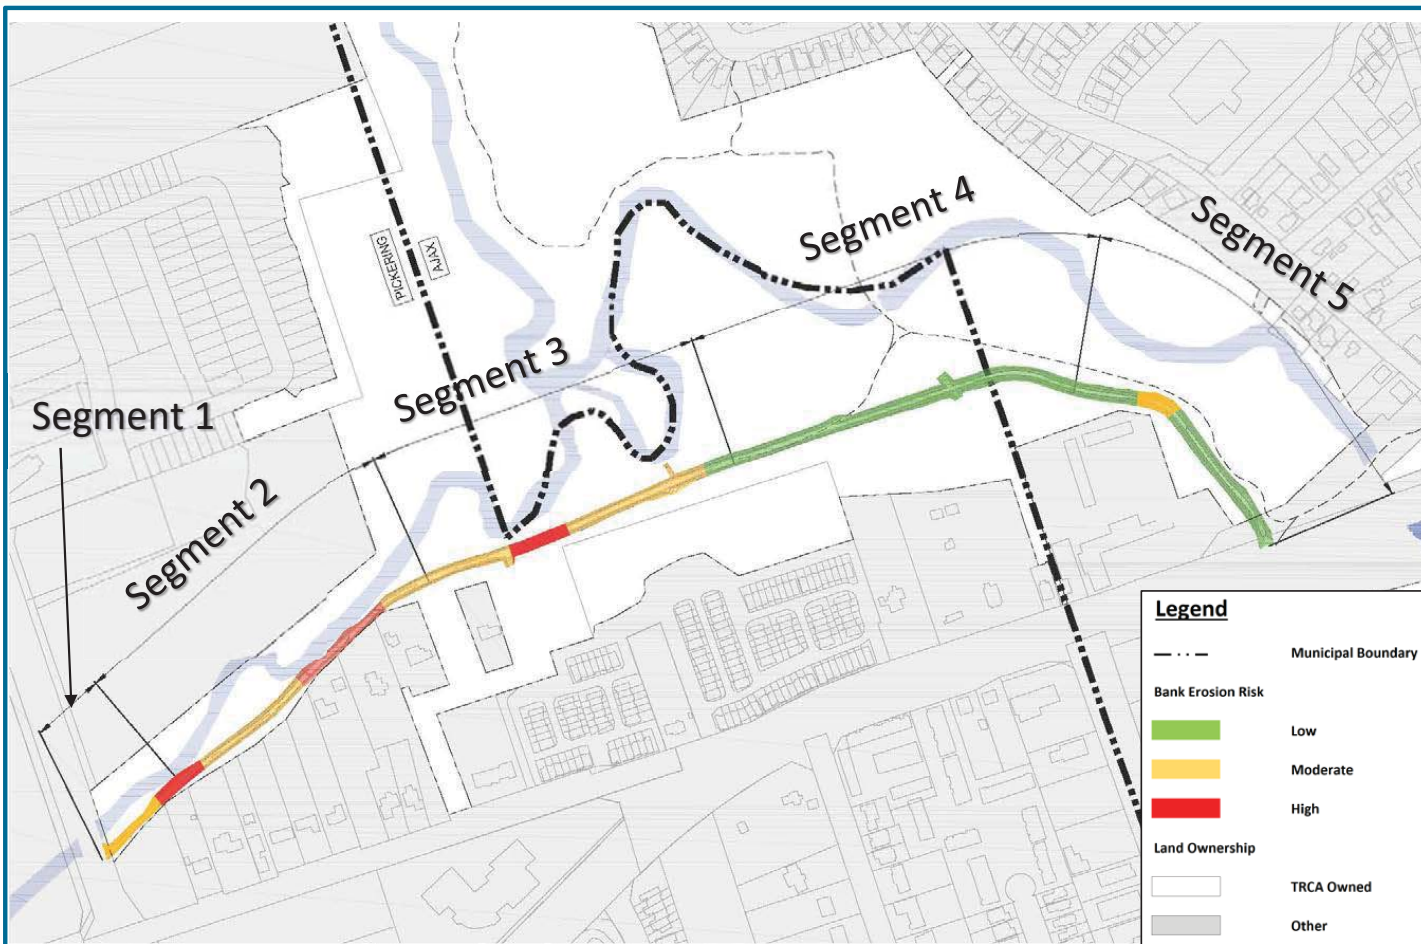 Segment 4
Segment 5
PICKERING
AJAX
Segment 3
Segment 1
Segment 2
Legend
Municipal Boundary
Bank Erosion Risk
Low
Moderate
High
Land Ownership
TRCA Owned
Other